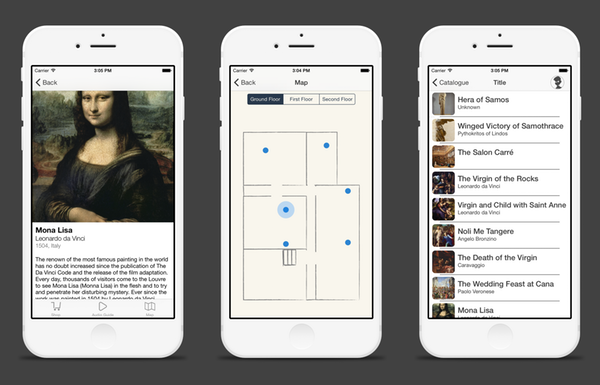 Carrier
3:05 PM
Back
Mona Lisa
Leonardo da Vinci
1504, Italy
The renown of the most famous painting in the world
has no doubt increased since the publication of The
Da Vinci Code and the release of the film adaptation.
Every day, thousands of visitors come to the Louvre
to see Mona Lisa (Monna Lisa) in the flesh and to try
and penetrate her disturbing mystery. Ever since the
work was painted in 1504 by Leonardo da Vinci,
Store
Audio Guide
Map
Carrier
3:04 PM
Back
Map
Ground Floor
First Floor
Second Floor
Carrier
3:05 PM
Catalogue
Title
Hera of Samos
Unknown
Winged Victory of Samothrace
Pythokritos of Lindos
The Salon Carré
The Virgin of the Rocks
Leonardo da Vinci
Virgin and Child with Saint Anne
Leonardo da Vinci
Noli Me Tangere
Angelo Bronzino
The Death of the Virgin
Caravaggio
The Wedding Feast at Cana
Paolo Veronese
Mona Lisa